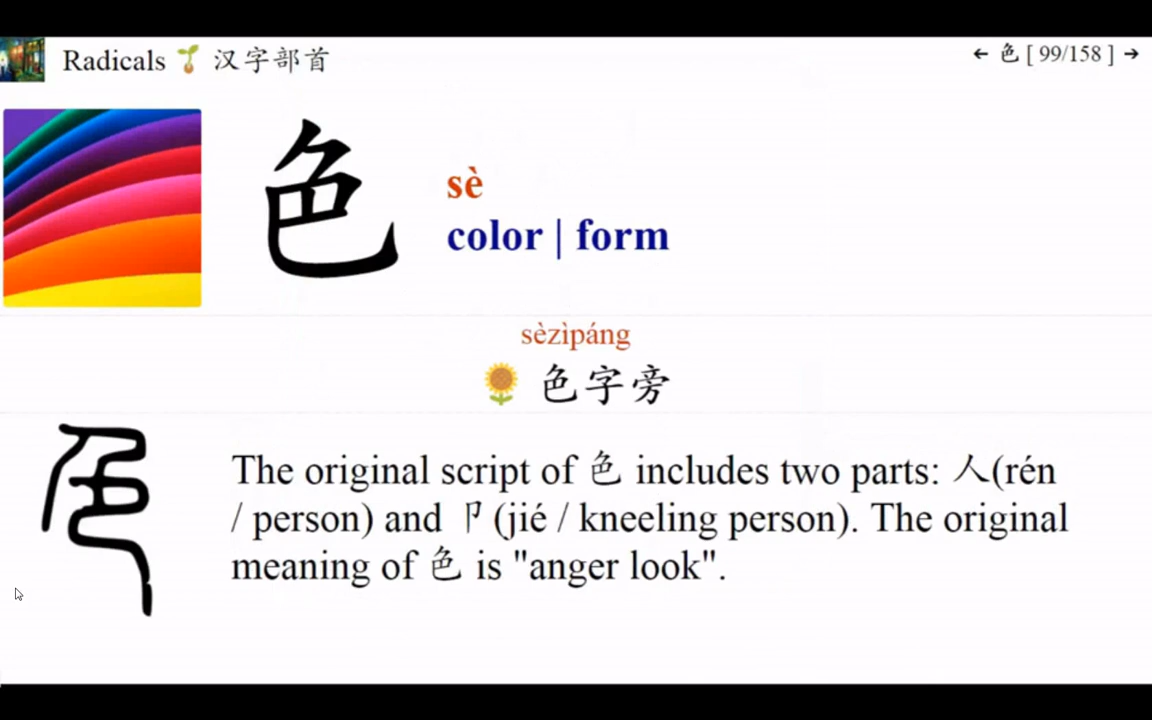 Radicals 🌱 汉字部首
← 色 [ 99/158 ] →
色
sè
color | form
sèzìpáng
🌻 色字旁
The original script of 色 includes two parts: 人(rén
/ person) and 卩(jié / kneeling person). The original
meaning of 色 is "anger look".